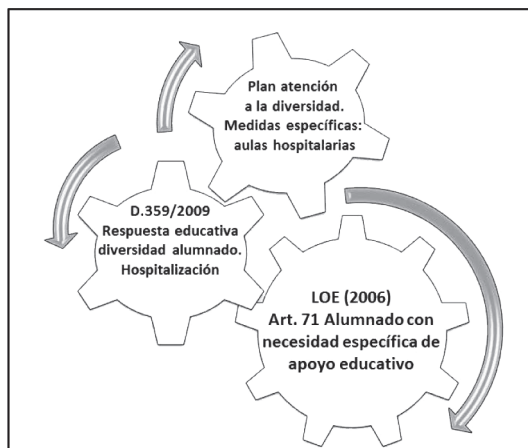 Plan atención
a la diversidad.
Medidas específicas:
aulas hospitalarias
D.359/2009
Respuesta educativa
diversidad alumnado.
Hospitalización
LOE (2006)
Art. 71 Alumnado con
necesidad específica de
apoyo educativo